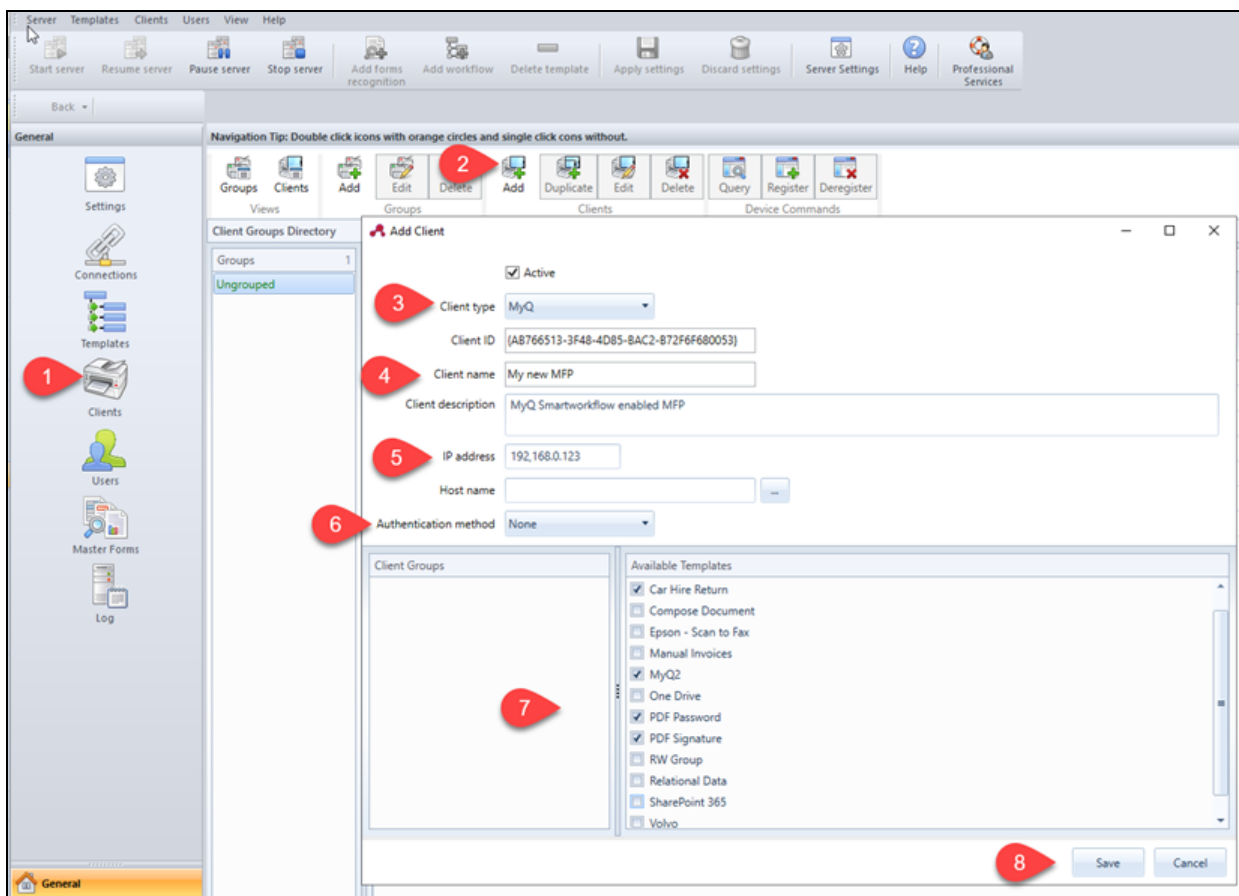 Server Templates Clients Users View Help
Start server Resume server Pause server Stop server Add forms recognition Add workflow Delete template Apply settings Discard settings Server Settings Help Professional Services
Back
General
Navigation Tip: Double click icons with orange circles and single click cons without.
Settings
Connections
Templates
1
Clients
Users
Master Forms
Log
General
2
Groups Clients Add Edit Delete Add Duplicate Edit Delete Query Register Deregister
Views Groups Clients Device Commands
Client Groups Directory
Groups 1
Ungrouped
Add Client
Active
3 Client type MyQ
Client ID {AB766513-3F48-4D85-BAC2-B72F6F680053}
4 Client name My new MFP
Client description MyQ Smartworkflow enabled MFP
5 IP address 192,168.0.123
Host name ...
6 Authentication method None
Client Groups
7
Available Templates
Car Hire Return
Compose Document
Epson - Scan to Fax
Manual Invoices
MyQ2
One Drive
PDF Password
PDF Signature
RW Group
Relational Data
SharePoint 365
Volvo
8 Save Cancel